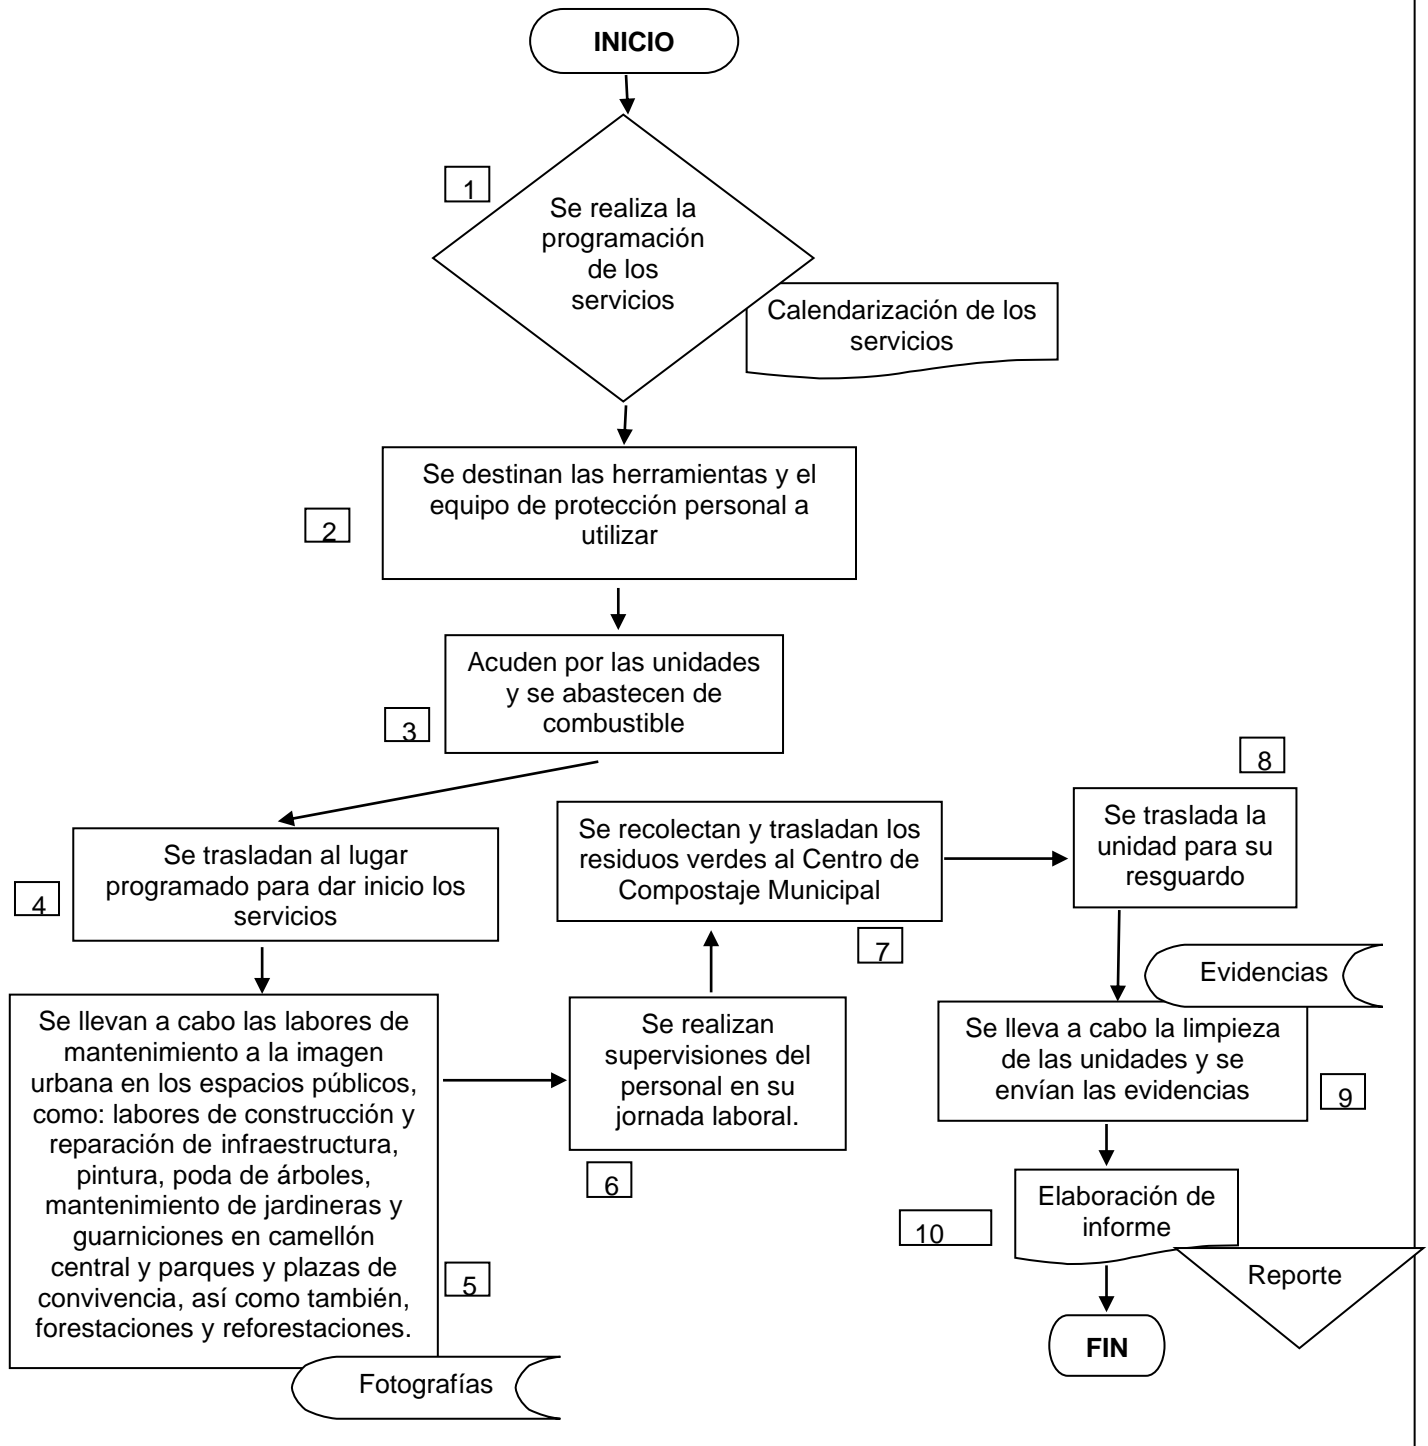 INICIO
1
Se realiza la
programación
de los
servicios
Calendarización de los
servicios
Se destinan las herramientas y el
equipo de protección personal a
utilizar
2
Acuden por las unidades
y se abastecen de
combustible
3
Se trasladan al lugar
programado para dar inicio los
servicios
4
Se llevan a cabo las labores de
mantenimiento a la imagen
urbana en los espacios públicos,
como: labores de construcción y
reparación de infraestructura,
pintura, poda de árboles,
mantenimiento de jardineras y
guarniciones en camellón
central y parques y plazas de
convivencia, así como también,
forestaciones y reforestaciones.
5
Fotografías
Se realizan
supervisiones del
personal en su
jornada laboral.
6
Se recolectan y trasladan los
residuos verdes al Centro de
Compostaje Municipal
7
8
Se traslada la
unidad para su
resguardo
Evidencias
Se lleva a cabo la limpieza
de las unidades y se
envían las evidencias
9
Elaboración de
informe
10
Reporte
FIN